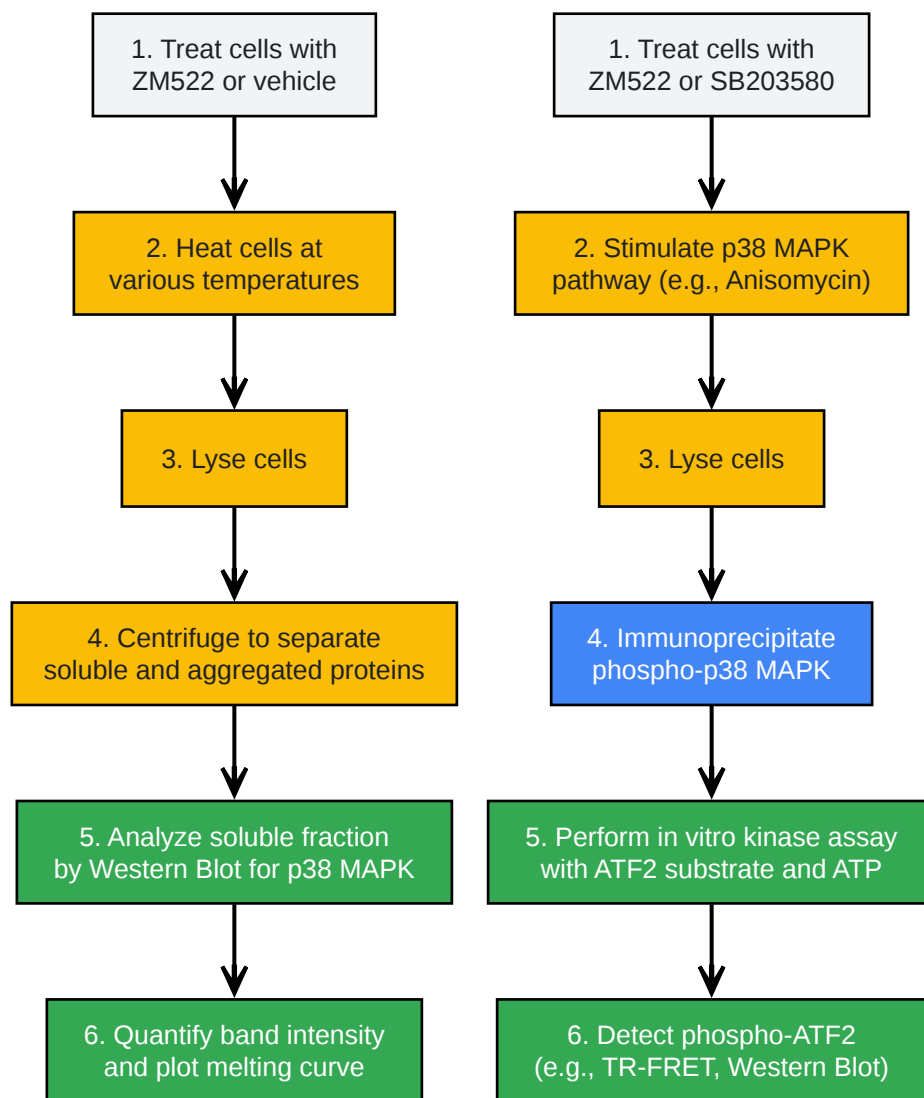 1. Treat cells with
ZM522 or vehicle
2. Heat cells at
various temperatures
3. Lyse cells
4. Centrifuge to separate
soluble and aggregated proteins
5. Analyze soluble fraction
by Western Blot for p38 MAPK
6. Quantify band intensity
and plot melting curve
1. Treat cells with
ZM522 or SB203580
2. Stimulate p38 MAPK
pathway (e.g., Anisomycin)
3. Lyse cells
4. Immunoprecipitate
phospho-p38 MAPK
5. Perform in vitro kinase assay
with ATF2 substrate and ATP
6. Detect phospho-ATF2
(e.g., TR-FRET, Western Blot)